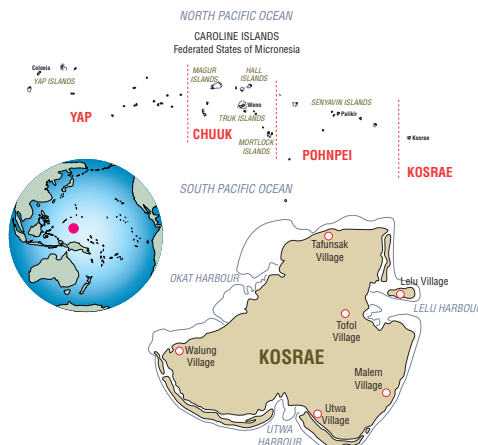 NORTH PACIFIC OCEAN
CAROLINE ISLANDS
Federated States of Micronesia
Colonia
YAP ISLANDS
MAGUR
ISLANDS
HALL
ISLANDS
Weno
TRUK ISLANDS
SENYAVIN ISLANDS
Palikir
MORTLOCK
ISLANDS
Kosrae
YAP
CHUUK
POHNPEI
KOSRAE
SOUTH PACIFIC OCEAN
Tafunsak
Village
OKAT HARBOUR
Lelu Village
LELU HARBOUR
Tofol
Village
Walung
Village
KOSRAE
Malem
Village
Utwa
Village
UTWA
HARBOUR